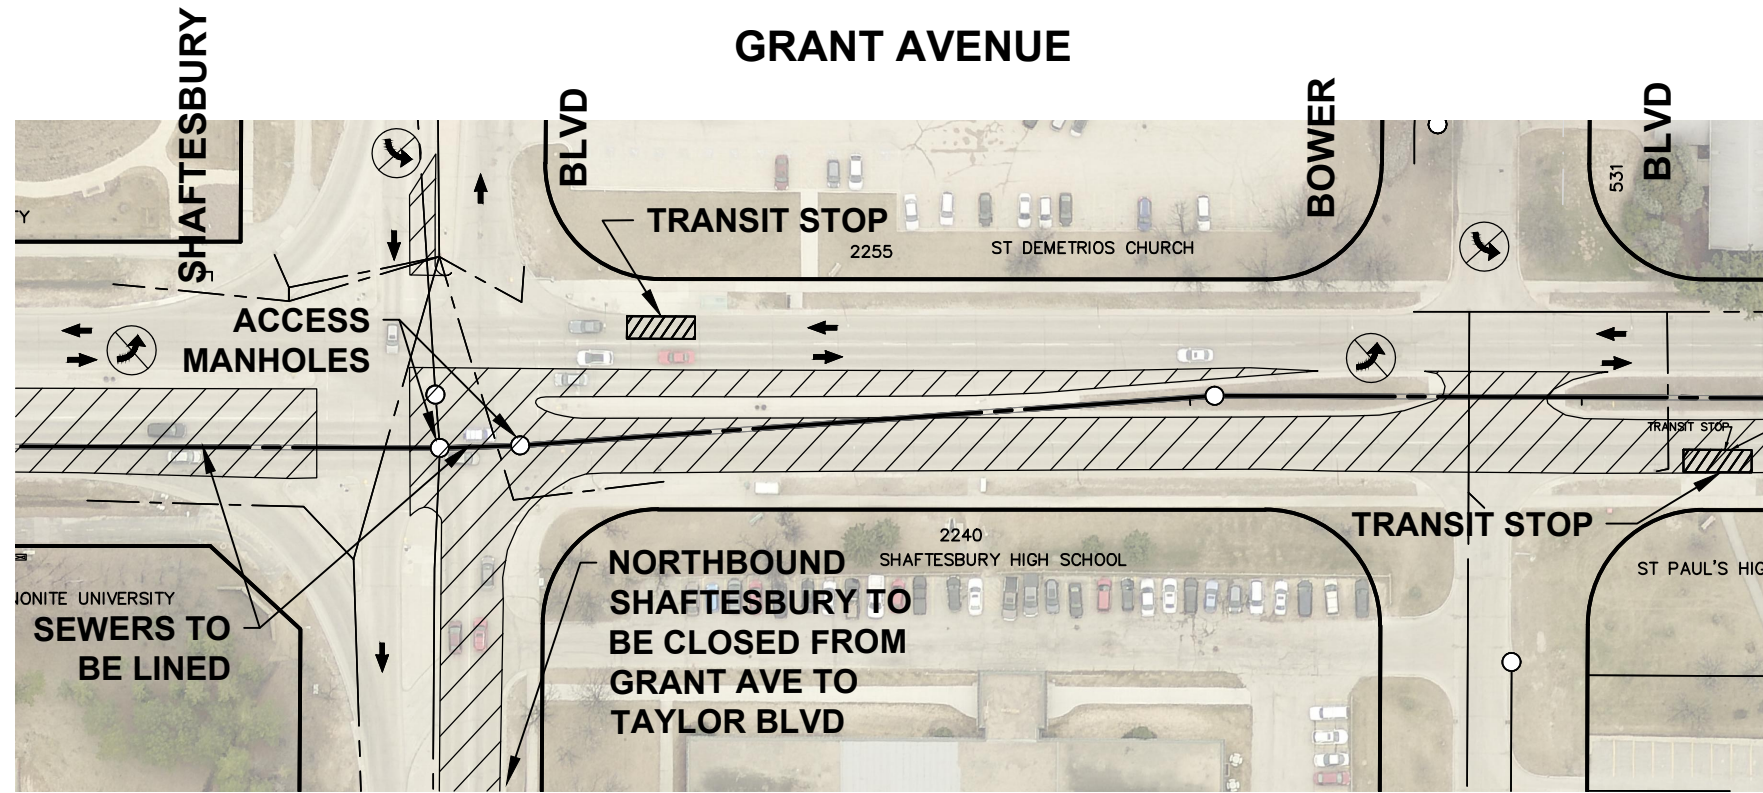 GRANT AVENUE
SHAFTESBURY
BLVD
BOWER
BLVD
531
TY
TRANSIT STOP
2255
ST DEMETRIOS CHURCH
ACCESS
MANHOLES
TRANSIT STOP
TRANSIT STOP
2240
SHAFTESBURY HIGH SCHOOL
NORTHBOUND
SHAFTESBURY TO
BE CLOSED FROM
GRANT AVE TO
TAYLOR BLVD
NONITE UNIVERSITY
SEWERS TO
BE LINED
ST PAUL'S HIG